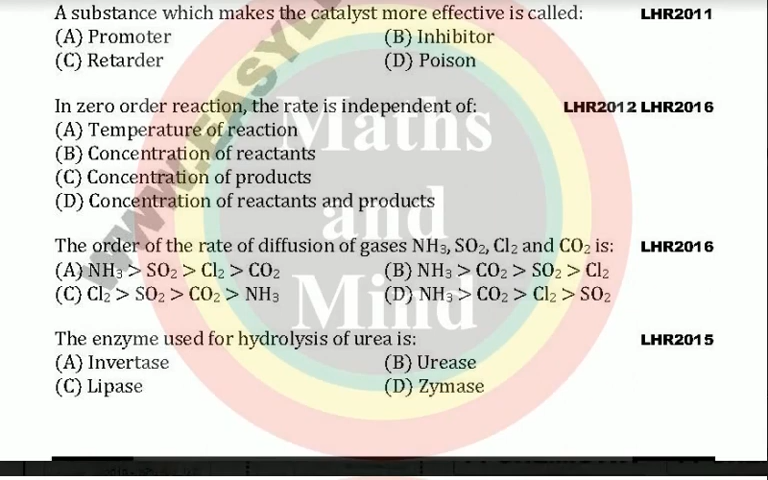 A substance which makes the catalyst more effective is called: LHR2011
(A) Promoter (B) Inhibitor
(C) Retarder (D) Poison
In zero order reaction, the rate is independent of: LHR2012 LHR2016
(A) Temperature of reaction
(B) Concentration of reactants
(C) Concentration of products
(D) Concentration of reactants and products
The order of the rate of diffusion of gases NH₃, SO₂, Cl₂ and CO₂ is: LHR2016
(A) NH₃ > SO₂ > Cl₂ > CO₂ (B) NH₃ > CO₂ > SO₂ > Cl₂
(C) Cl₂ > SO₂ > CO₂ > NH₃ (D) NH₃ > CO₂ > Cl₂ > SO₂
The enzyme used for hydrolysis of urea is: LHR2015
(A) Invertase (B) Urease
(C) Lipase (D) Zymase
Maths
and
Mind